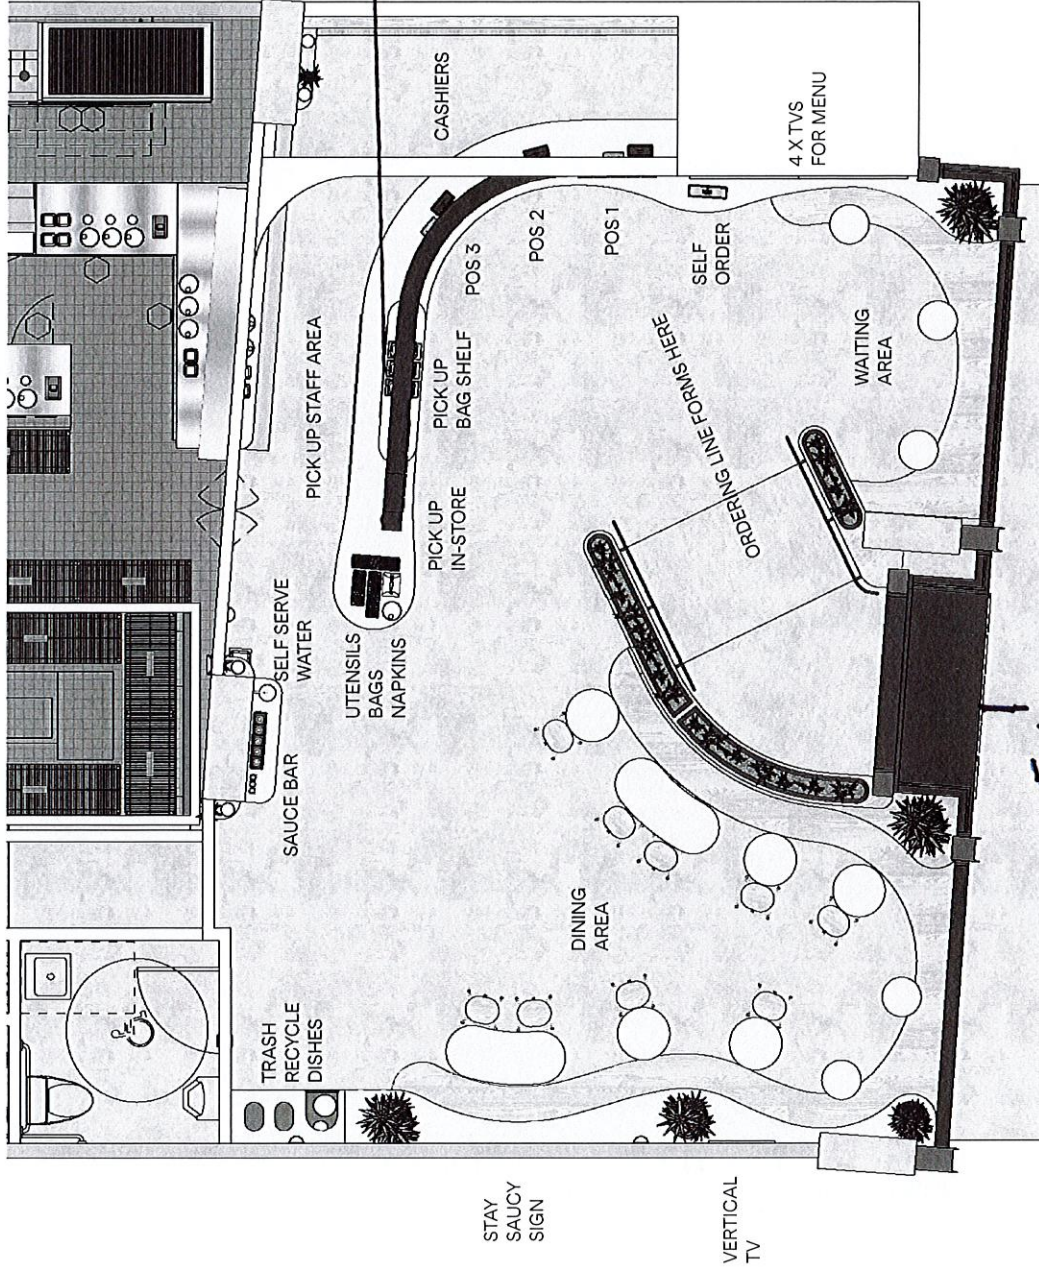 CASHIERS
4 X TVS
FOR MENU
POS 3
POS 2
POS 1
SELF
ORDER
PICK UP STAFF AREA
PICK UP
BAG SHELF
ORDERING LINE FORMS HERE
WAITING
AREA
PICK UP
IN-STORE
SELF SERVE
WATER
UTENSILS
BAGS
NAPKINS
SAUCE BAR
DINING
AREA
TRASH
RECYCLE
DISHES
STAY
SAUCY
SIGN
VERTICAL
TV